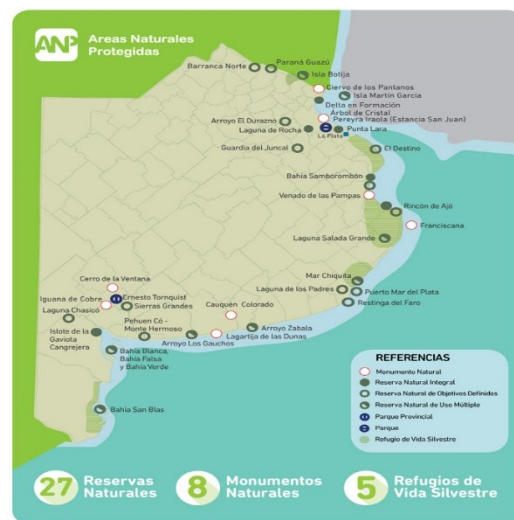 ANP
Areas Naturales
Protegidas
Paraná Guazú
Barranca Norte
Isla Botija
Ciervo de los Pantanos
Isla Martín García
Delta en Formación
Árbol de Cristal
Arroyo El Durazno
Pereyra Iraola (Estancia San Juan)
Laguna de Rocha
Punta Lara
La Plata
Guardia del Juncal
El Destino
Bahía Samborombón
Venado de las Pampas
Rincón de Ajó
Franciscana
Laguna Salada Grande
Mar Chiquita
Cerro de la Ventana
Laguna de los Padres
Puerto Mar del Plata
Iguana de Cobre
Ernesto Tornquist
Cauquén Colorado
Restinga del Faro
Laguna Chasicó
Sierras Grandes
Islote de la
Gaviota
Cangrejera
Pehuen Có -
Monte Hermoso
Arroyo Zabala
Lagartija de las Dunas
Arroyo Los Gauchos
Bahía Blanca,
Bahía Falsa
y Bahía Verde
Bahía San Blas
REFERENCIAS
Monumento Natural
Reserva Natural Integral
Reserva Natural de Objetivos Definidos
Reserva Natural de Uso Múltiple
Parque Provincial
Parque
Refugio de Vida Silvestre
27 Reservas
Naturales
8 Monumentos
Naturales
5 Refugios de
Vida Silvestre